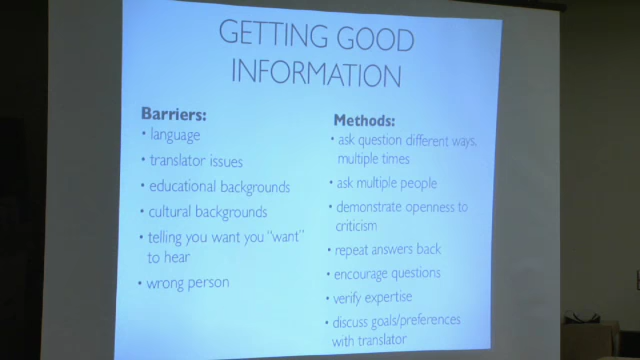 GETTING GOOD
INFORMATION
Barriers:
• language
• translator issues
• educational backgrounds
• cultural backgrounds
• telling you want you "want"
to hear
• wrong person
Methods:
• ask question different ways,
multiple times
• ask multiple people
• demonstrate openness to
criticism
• repeat answers back
• encourage questions
• verify expertise
• discuss goals/preferences
with translator